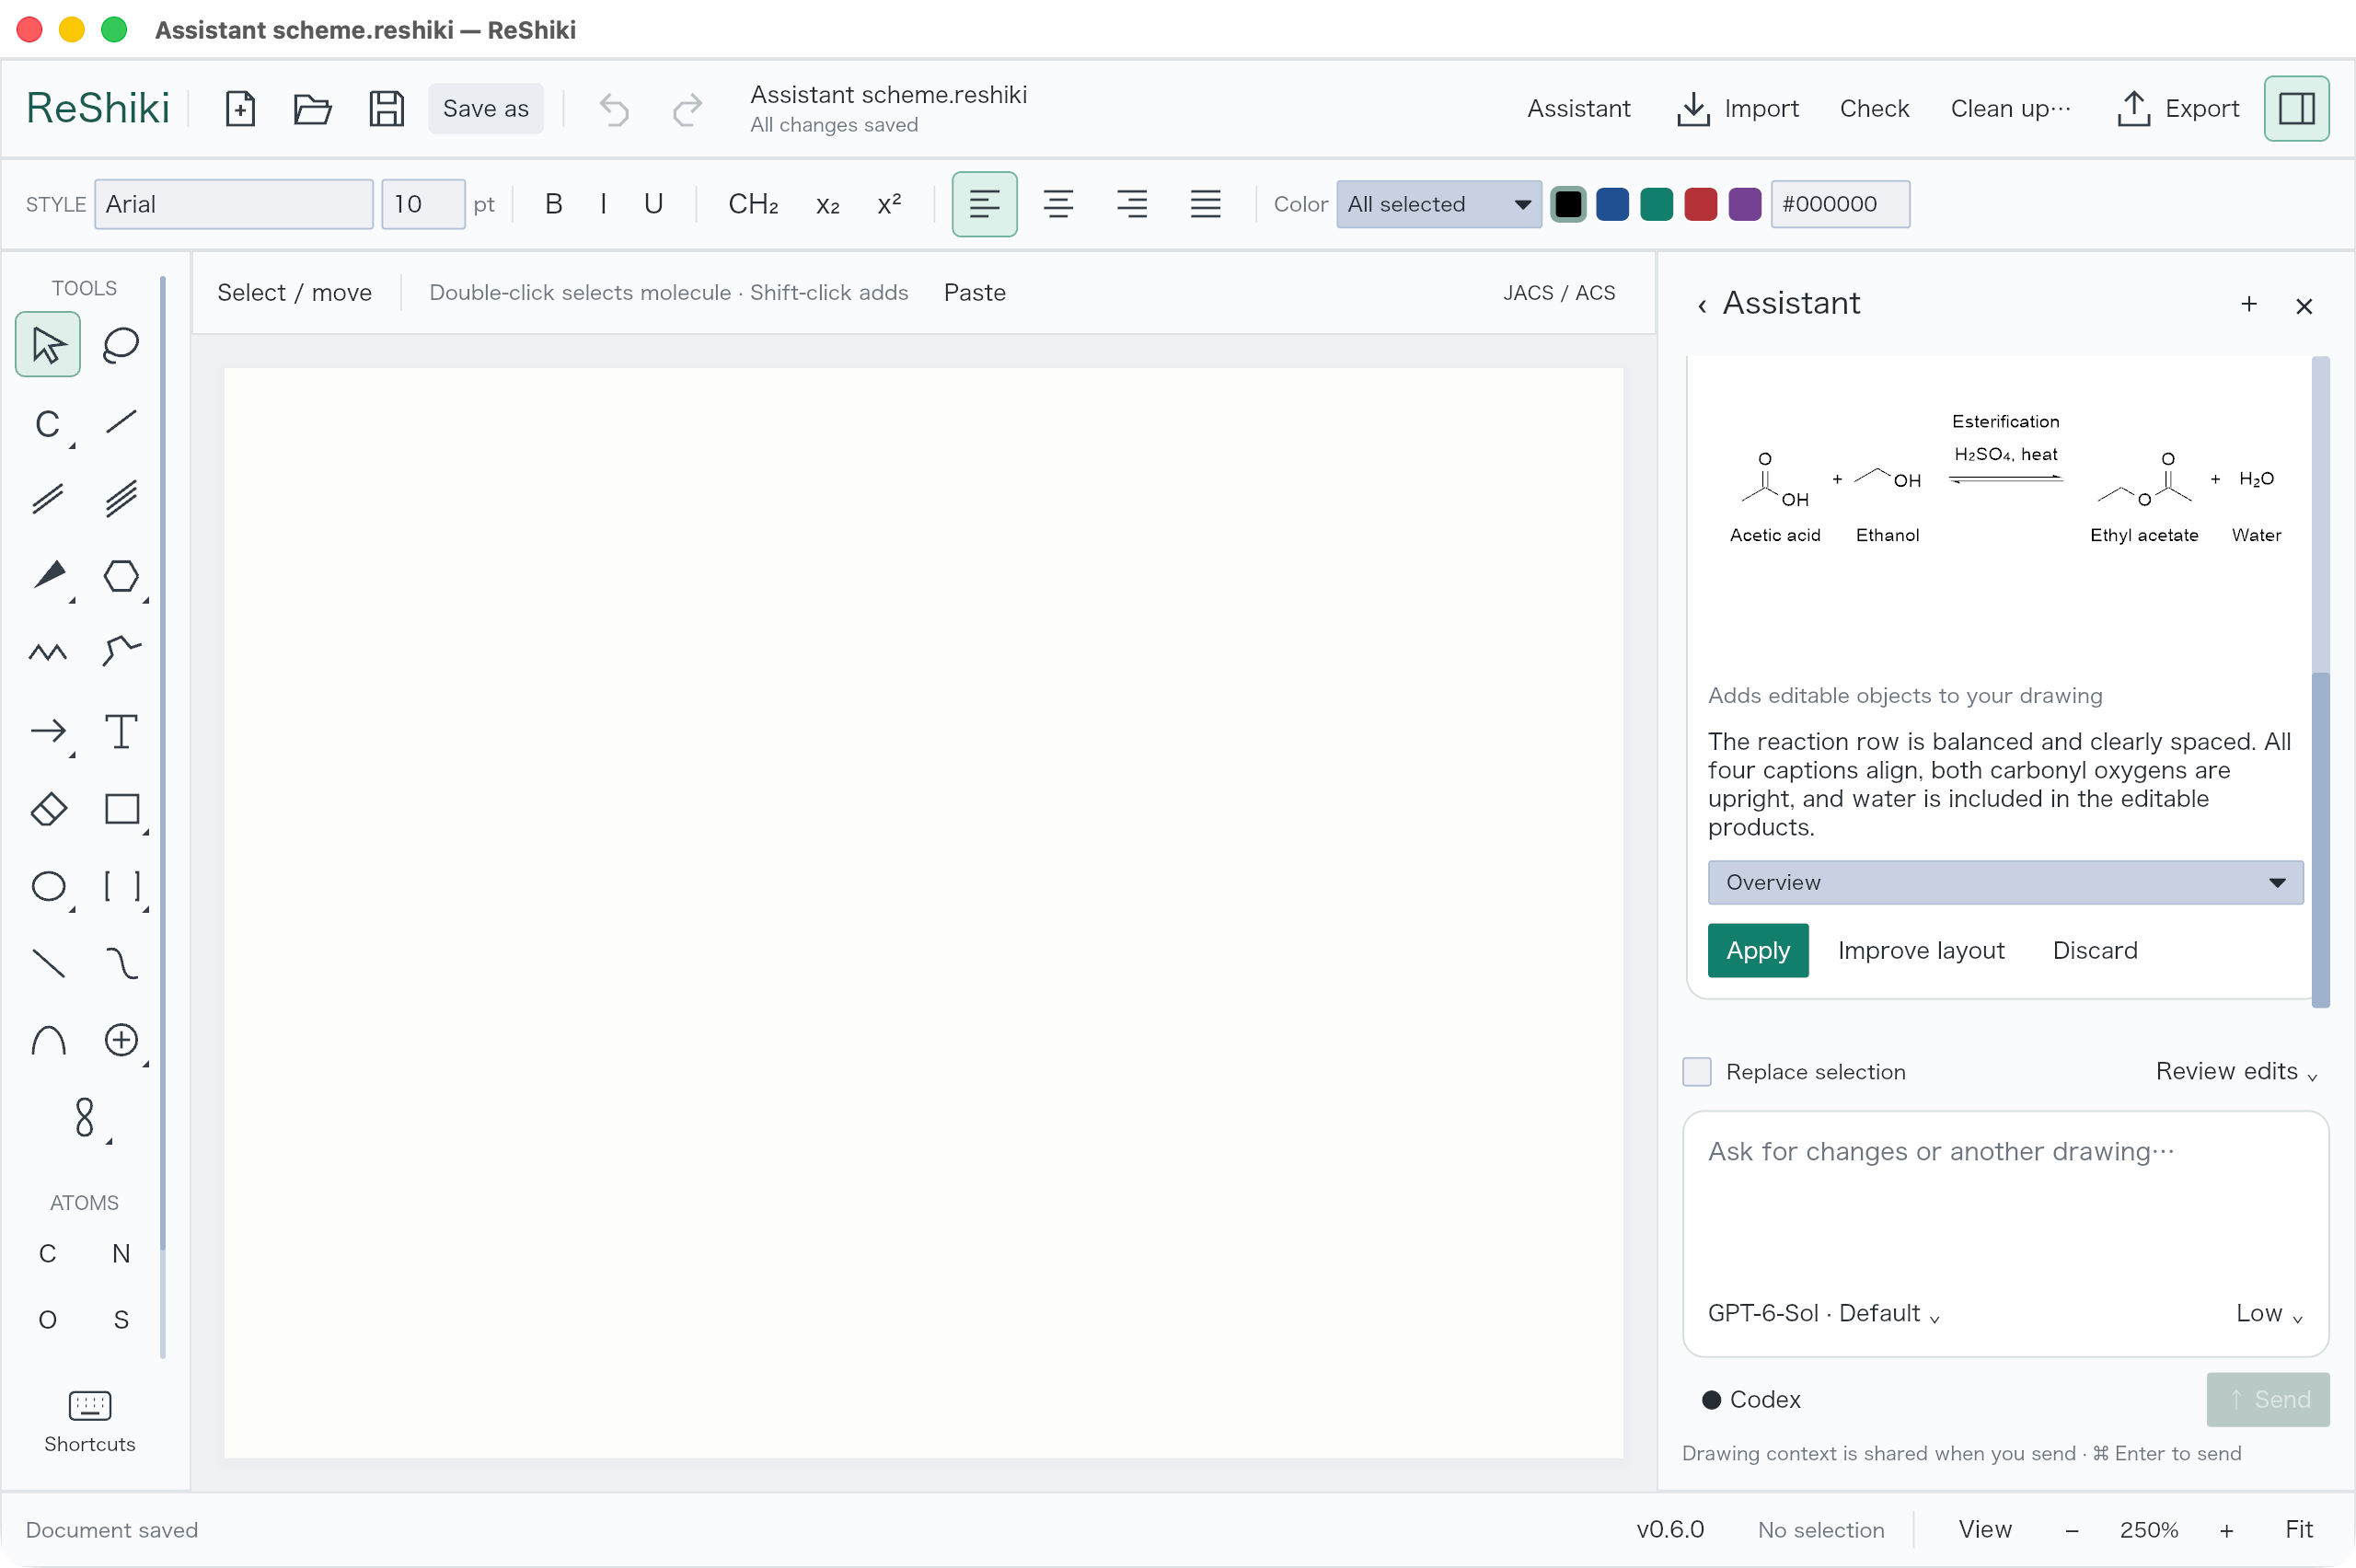 Assistant scheme.reshiki — ReShiki
ReShiki
Save as
Assistant scheme.reshiki
All changes saved
Assistant
Import
Check
Clean up···
Export
STYLE
Arial
10
pt
B
I
U
CH₂
x₂
x²
Color
All selected
#000000
TOOLS
C
T
ATOMS
C
N
O
S
Shortcuts
Select / move
Double-click selects molecule · Shift-click adds
Paste
JACS / ACS
‹ Assistant
+
×
Esterification
H₂SO₄, heat
O
OH
+
OH
O
O
+
H₂O
Acetic acid
Ethanol
Ethyl acetate
Water
Adds editable objects to your drawing
The reaction row is balanced and clearly spaced. All
four captions align, both carbonyl oxygens are
upright, and water is included in the editable
products.
Overview
Apply
Improve layout
Discard
Replace selection
Review edits
Ask for changes or another drawing···
GPT-6-Sol · Default
Low
Codex
↑ Send
Drawing context is shared when you send · ⌘ Enter to send
Document saved
v0.6.0
No selection
View
−
250%
+
Fit